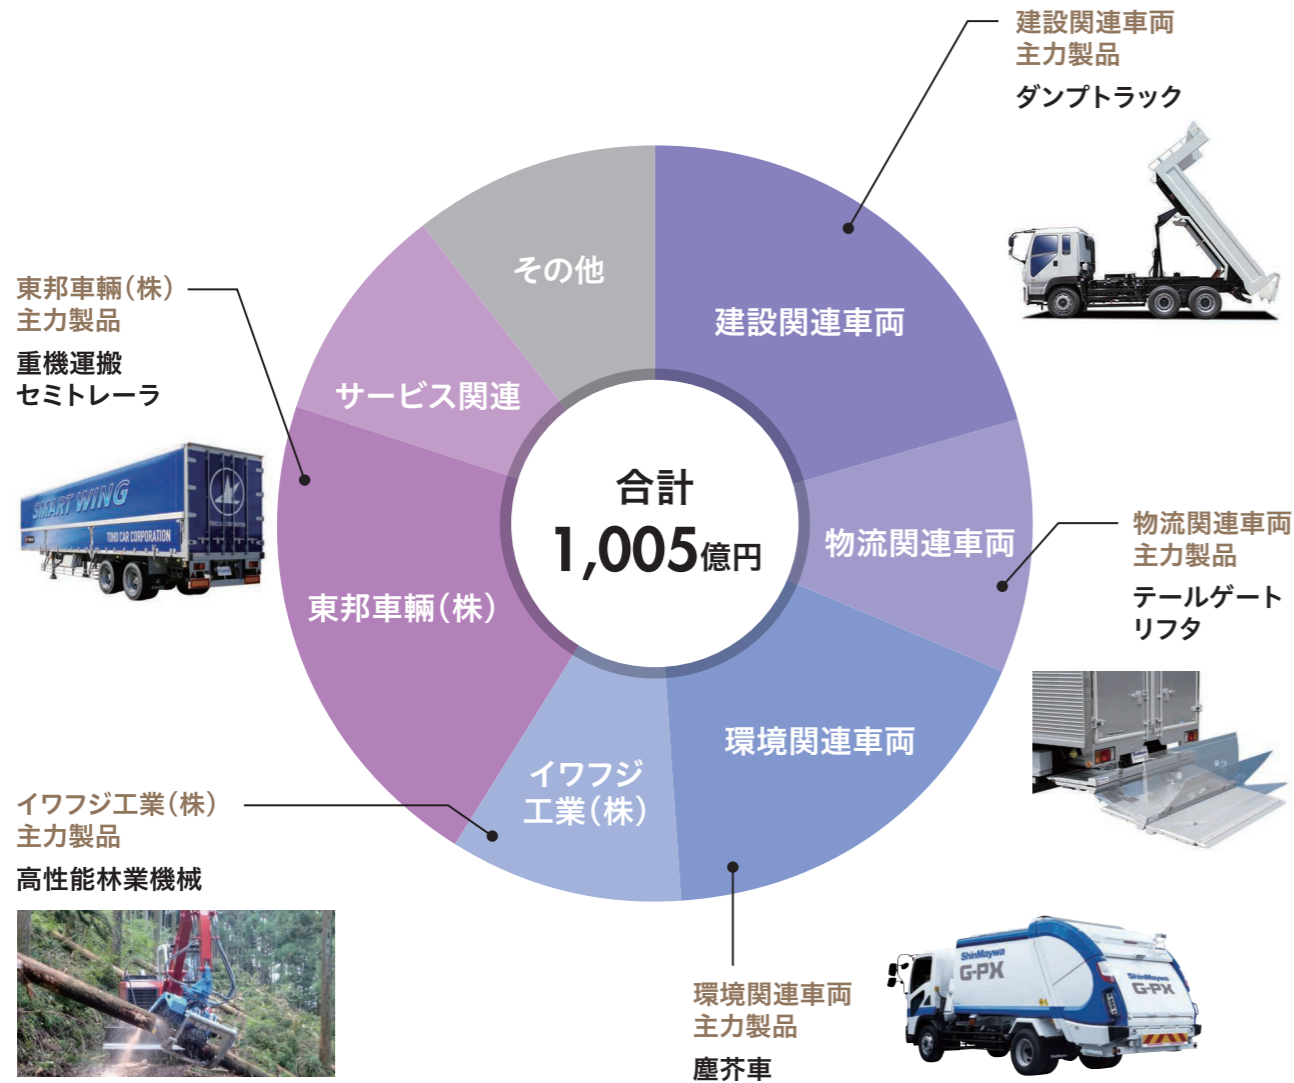 建設関連車両
主力製品
ダンプトラック
その他
建設関連車両
東邦車輛(株)
主力製品
重機運搬
セミトレーラ
サービス関連
SMART WING
TOHO CAR CORPORATION
合計
1,005億円
物流関連車両
物流関連車両
主力製品
テールゲート
リフタ
東邦車輛(株)
環境関連車両
イワフジ
工業(株)
イワフジ工業(株)
主力製品
高性能林業機械
環境関連車両
主力製品
塵芥車
ShinMaywa
G-PX
ShinMaywa
G-PX